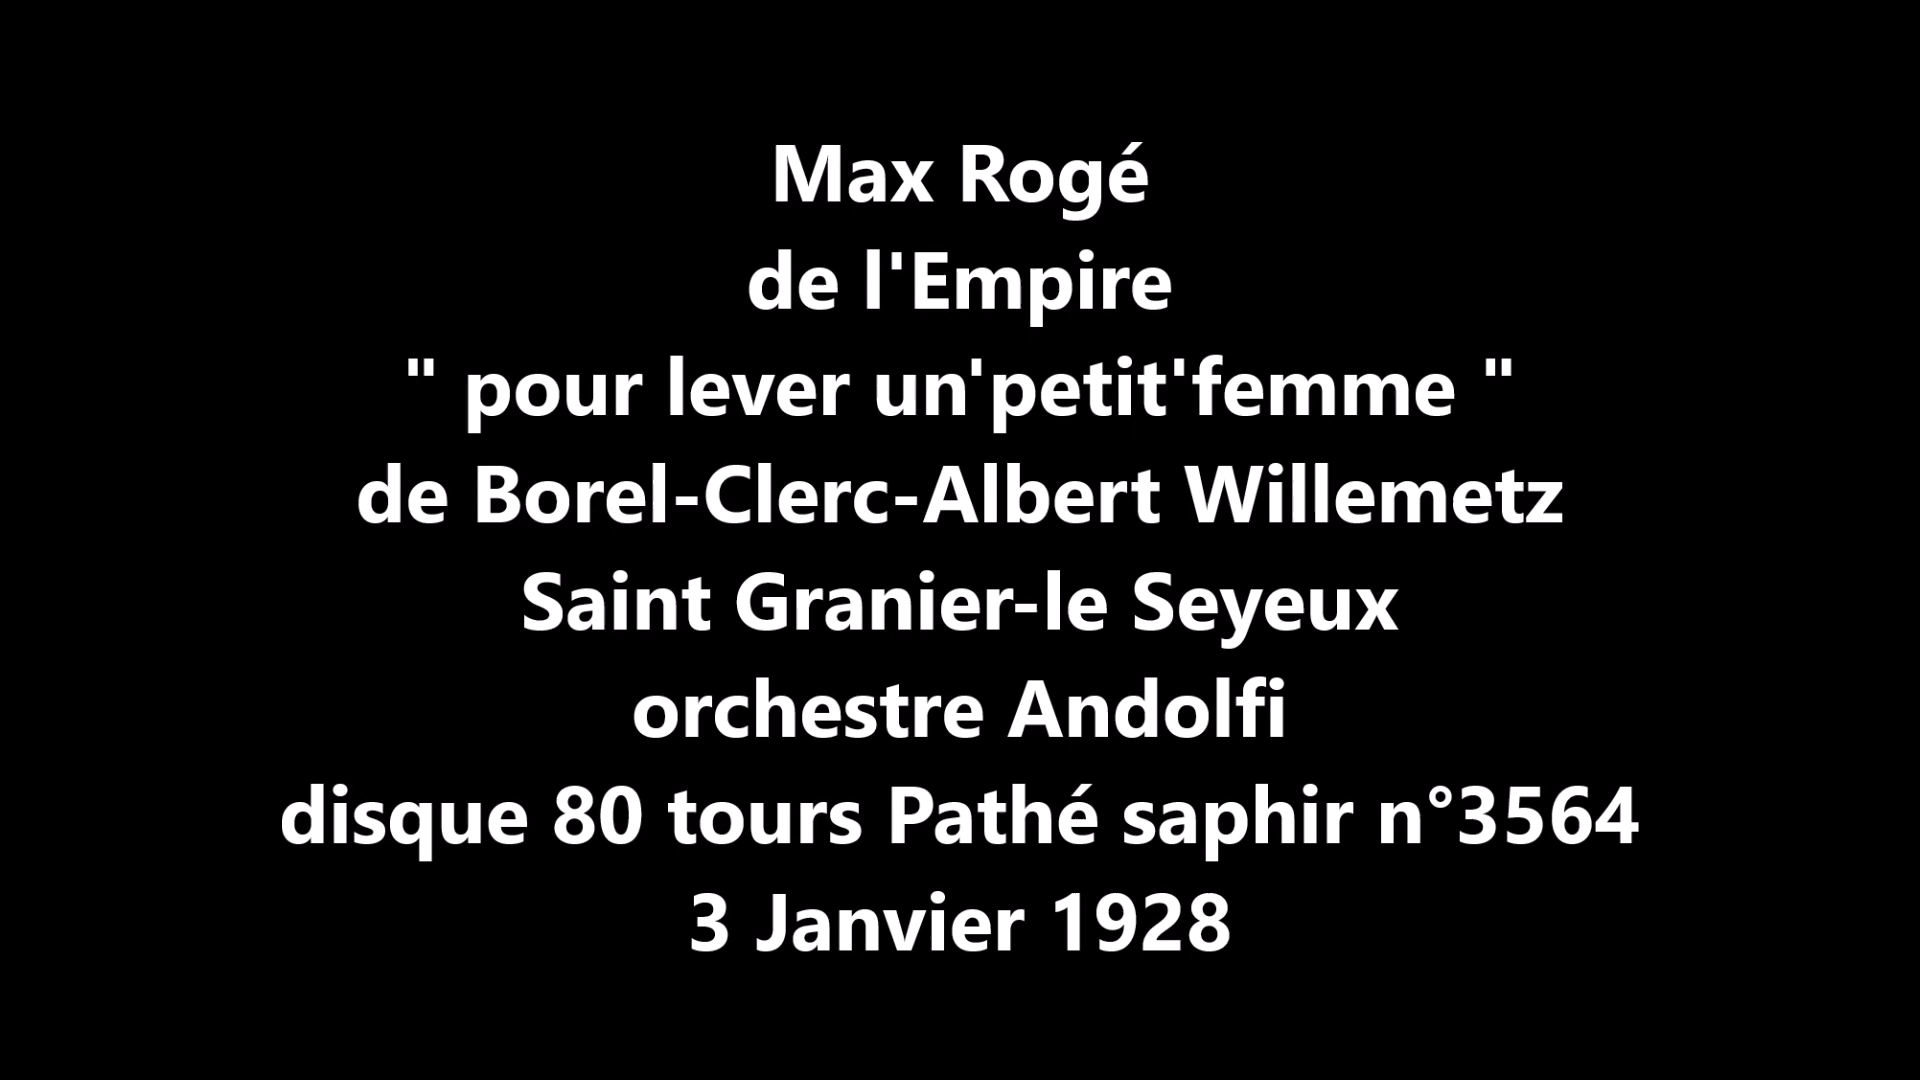 Max Rogé
de l'Empire
" pour lever un'petit'femme "
de Borel-Clerc-Albert Willemetz
Saint Granier-le Seyeux
orchestre Andolfi
disque 80 tours Pathé saphir n°3564
3 Janvier 1928